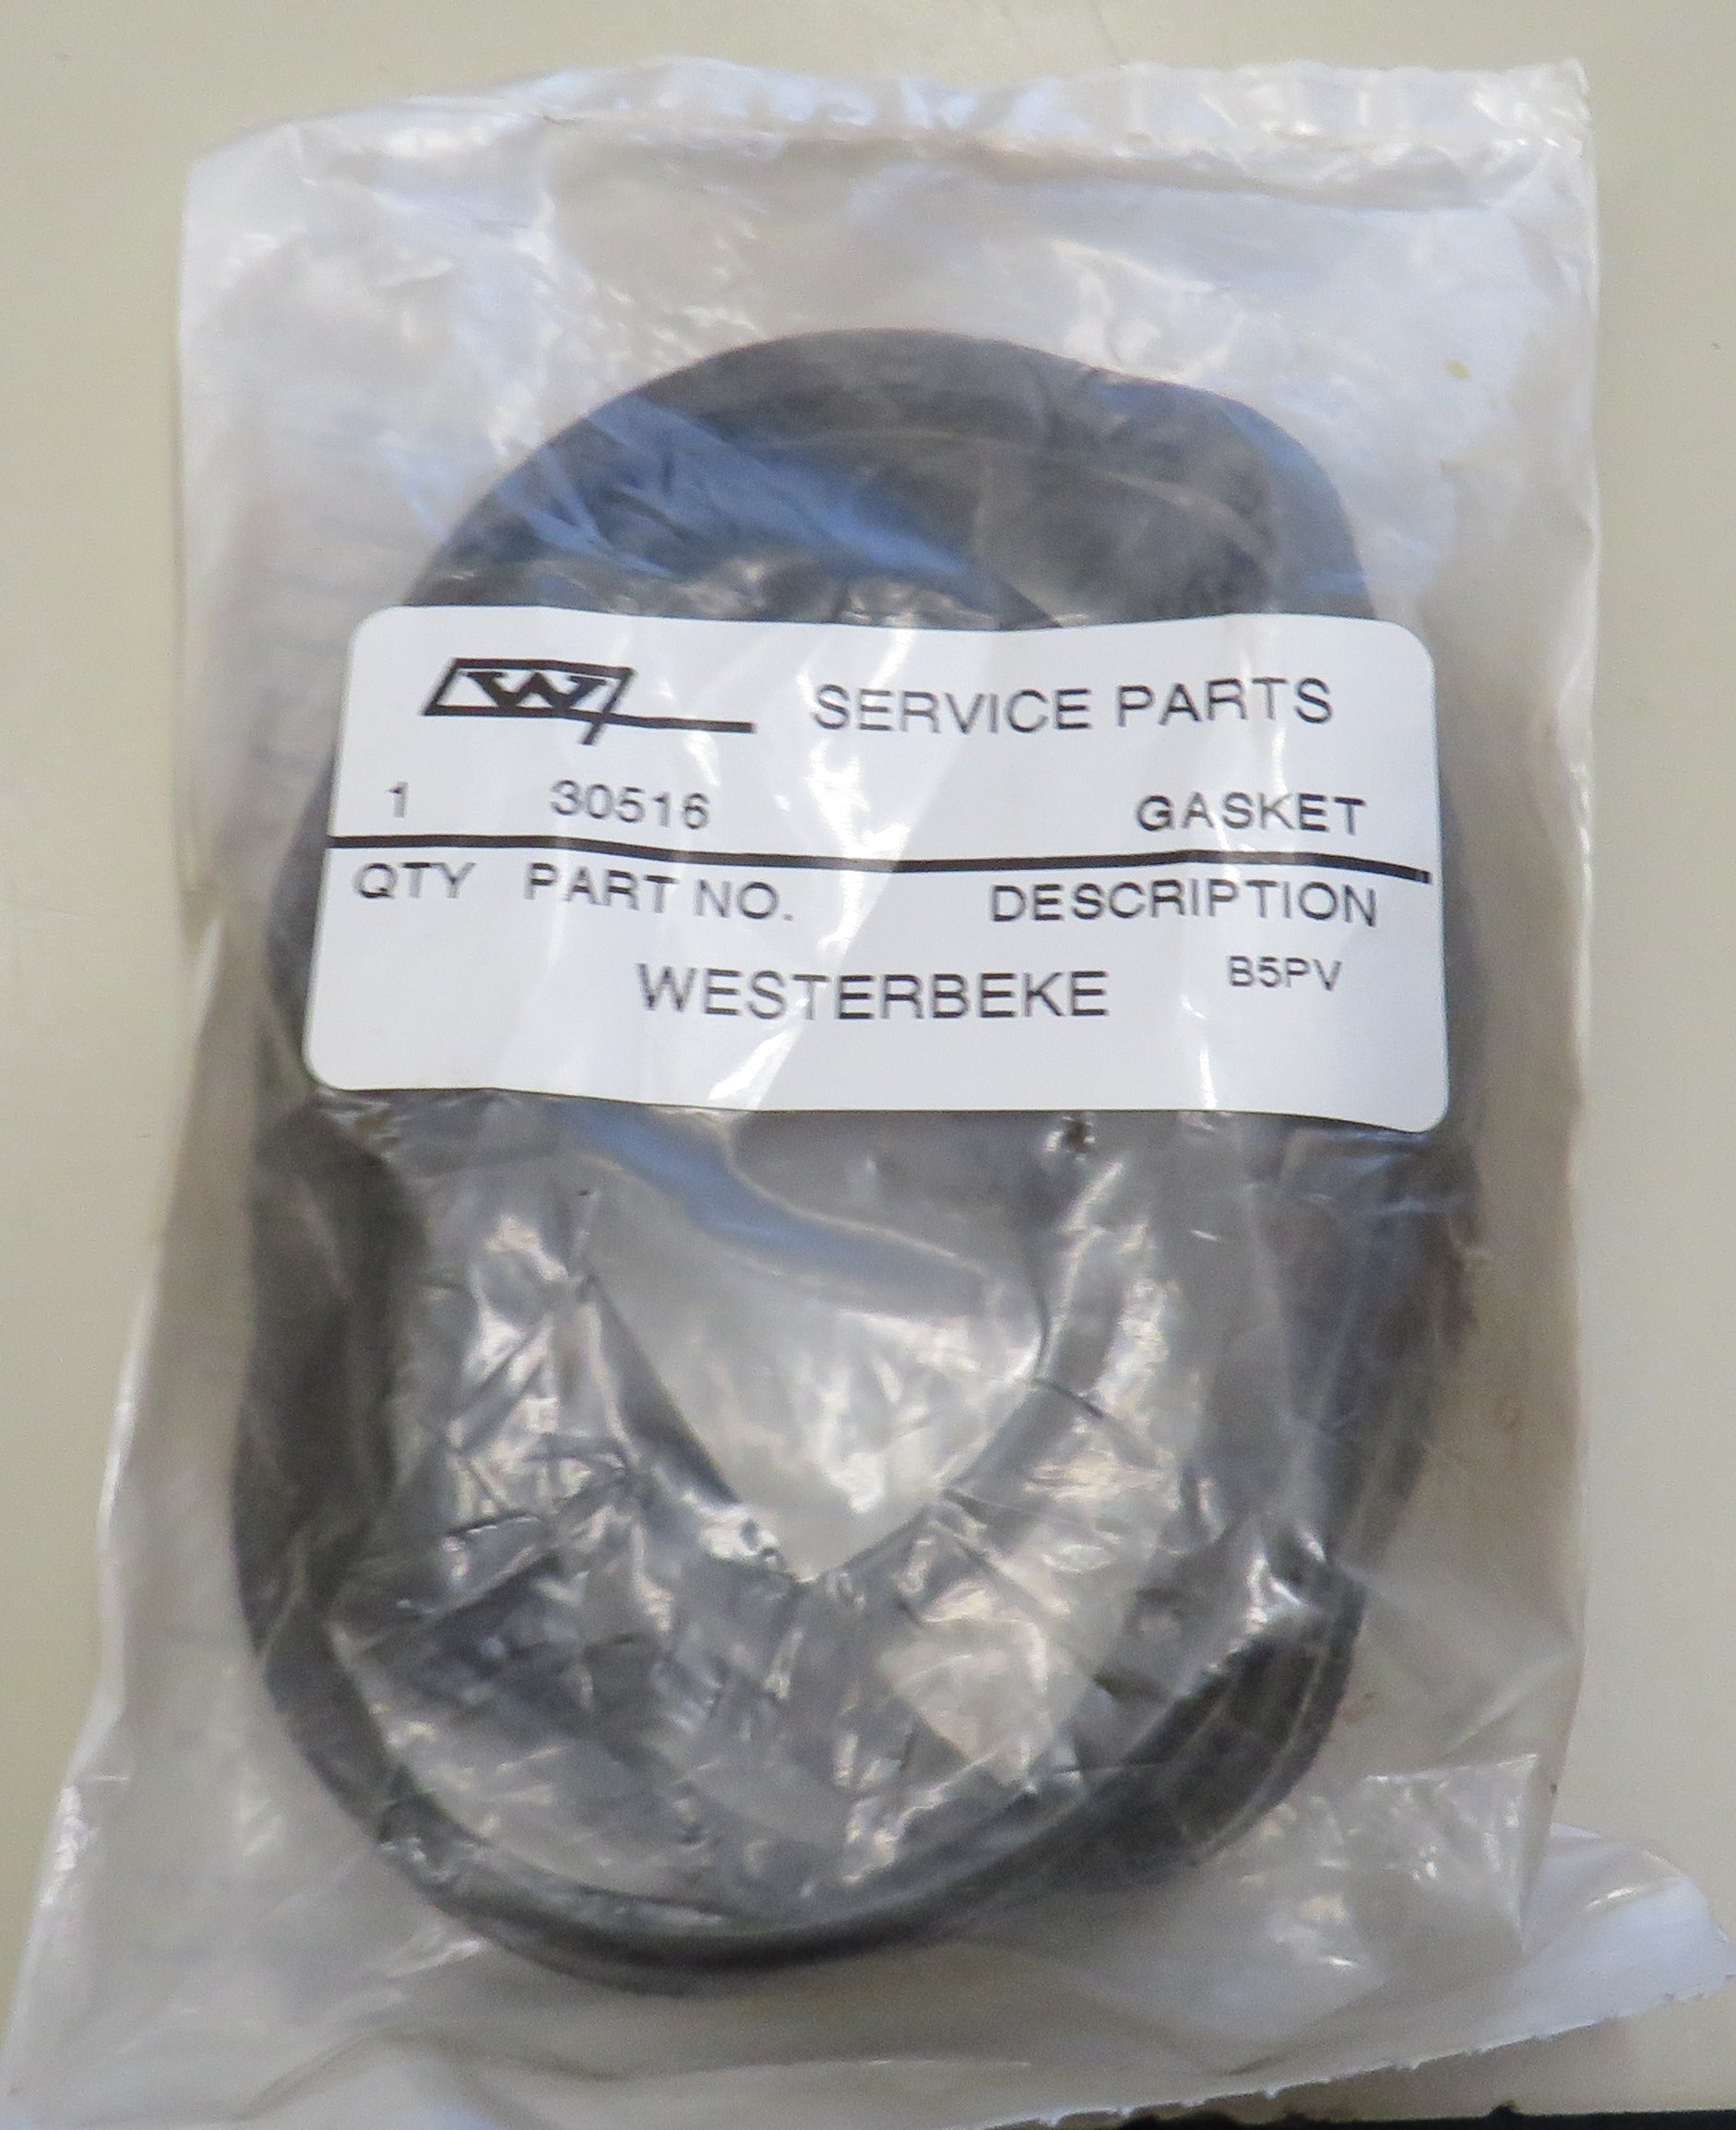 W SERVICE PARTS
1 30516 GASKET
QTY PART NO. DESCRIPTION
WESTERBEKE B5PV